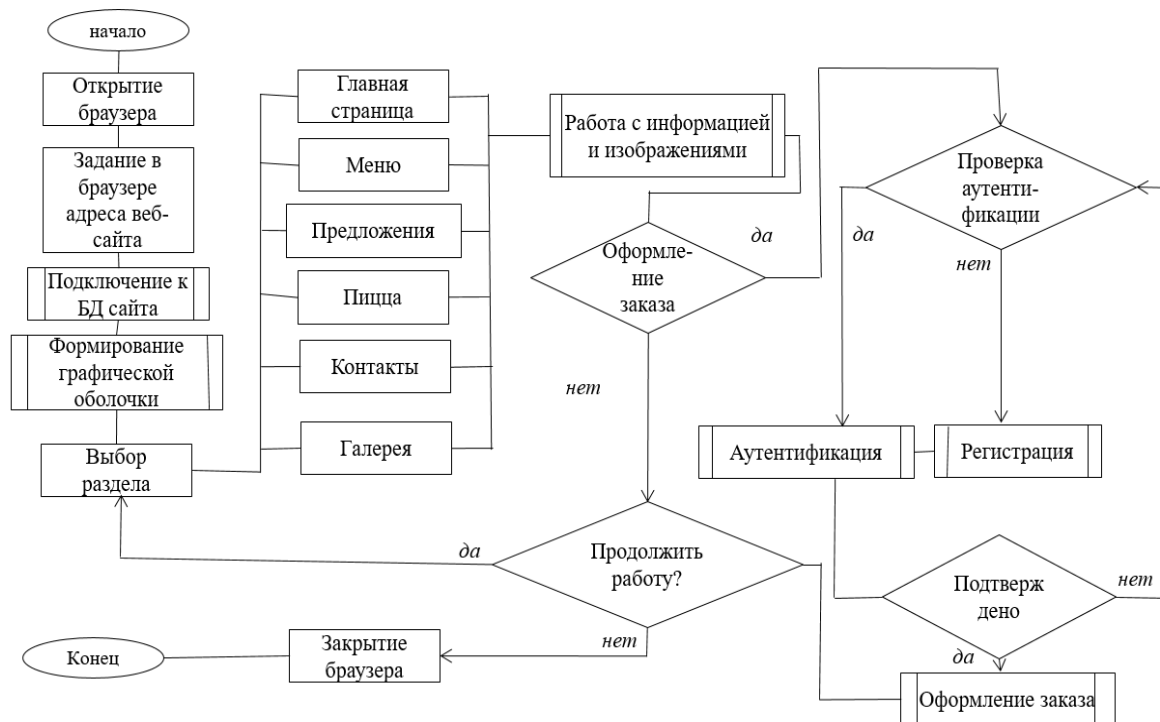 начало
Открытие
браузера
Задание в
браузере
адреса веб-
сайта
Подключение к
БД сайта
Формирование
графической
оболочки
Выбор
раздела
Главная
страница
Меню
Предложения
Пицца
Контакты
Галерея
Работа с информацией
и изображениями
Оформле-
ние
заказа
да
нет
Проверка
аутенти-
фикации
да
нет
Аутентификация
Регистрация
Продолжить
работу?
да
нет
Подтверж
дено
нет
да
Оформление заказа
Закрытие
браузера
Конец